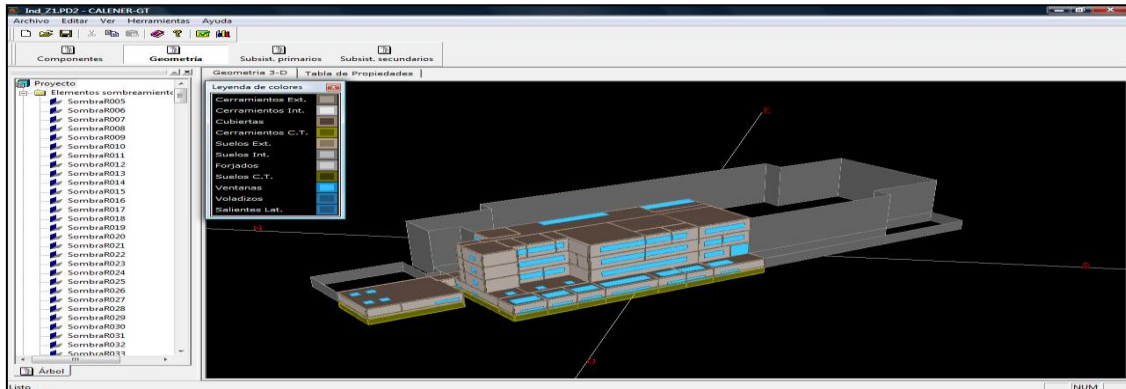 Ind_Z1.PD2 - CALENER-GT
Archivo Editar Ver Herramientas Ayuda
Componentes Geometría Subsist. primarios Subsist. secundarios
Geometría 3-D Tabla de Propiedades
Proyecto
Elementos sombreamiento
SombraR005
SombraR006
SombraR007
SombraR008
SombraR009
SombraR010
SombraR011
SombraR012
SombraR013
SombraR014
SombraR015
SombraR016
SombraR017
SombraR018
SombraR019
SombraR020
SombraR021
SombraR022
SombraR023
SombraR024
SombraR025
SombraR026
SombraR027
SombraR028
SombraR029
SombraR030
SombraR031
SombraR032
SombraR033
Árbol
Leyenda de colores
Cerramientos Ext.
Cerramientos Int.
Cubiertas
Cerramientos C.T.
Suelos Ext.
Suelos Int.
Forjados
Suelos C.T.
Ventanas
Voladizos
Salientes Lat.
E
N
S
O
Listo NUM